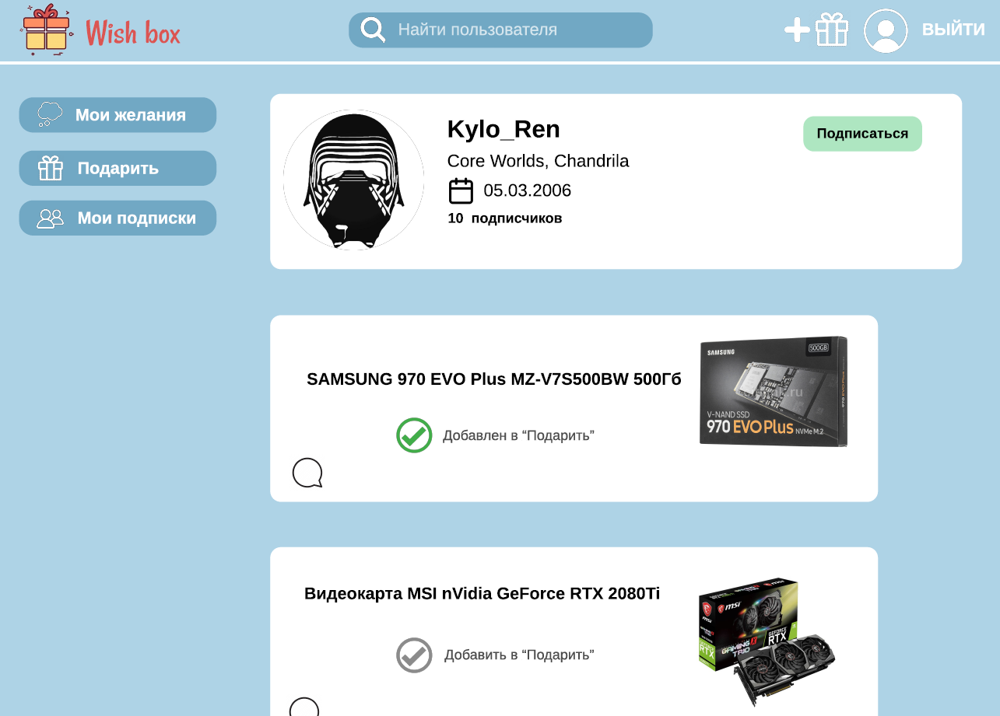 Wish box
Найти пользователя
ВЫЙТИ
Мои желания
Подарить
Мои подписки
Kylo_Ren
Подписаться
Core Worlds, Chandrila
05.03.2006
10 подписчиков
SAMSUNG 970 EVO Plus MZ-V7S500BW 500Гб
Добавлен в “Подарить”
SAMSUNG
500GB
V-NAND SSD
970 EVO Plus NVMe M.2
Видеокарта MSI nVidia GeForce RTX 2080Ti
Добавить в “Подарить”
msi
msi
GEFORCE
RTX
GAMING X
TRIO
RTX